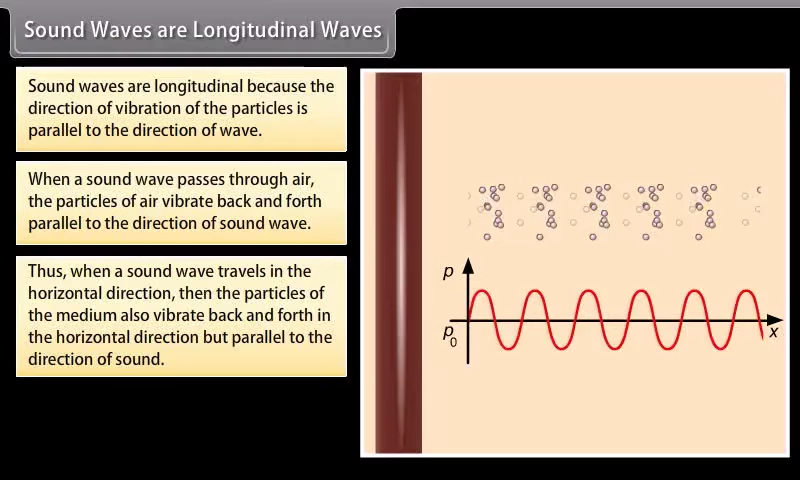 Sound Waves are Longitudinal Waves
Sound waves are longitudinal because the
direction of vibration of the particles is
parallel to the direction of wave.
When a sound wave passes through air,
the particles of air vibrate back and forth
parallel to the direction of sound wave.
Thus, when a sound wave travels in the
horizontal direction, then the particles of
the medium also vibrate back and forth in
the horizontal direction but parallel to the
direction of sound.
p
p0
x